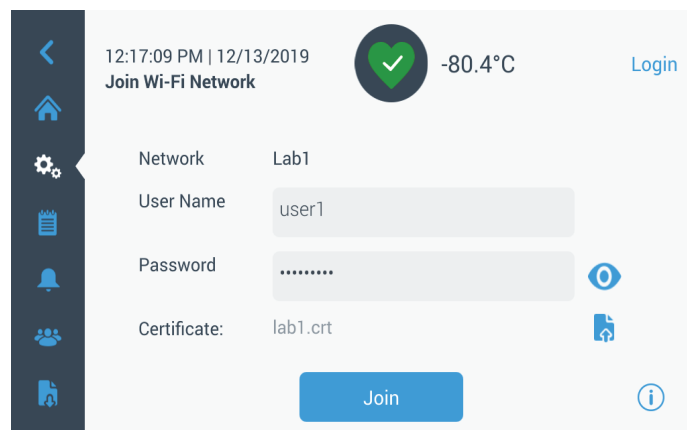 12:17:09 PM | 12/13/2019
Join Wi-Fi Network
-80.4°C
Login
Network Lab1
User Name user1
Password •••••••••
Certificate: lab1.crt
Join